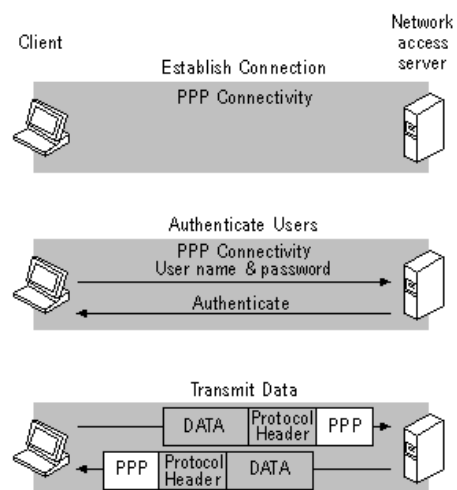 Network
access
server
Client
Establish Connection
PPP Connectivity
Authenticate Users
PPP Connectivity
User name & password
Authenticate
Transmit Data
DATA
Protocol
Header
PPP
PPP
Protocol
Header
DATA